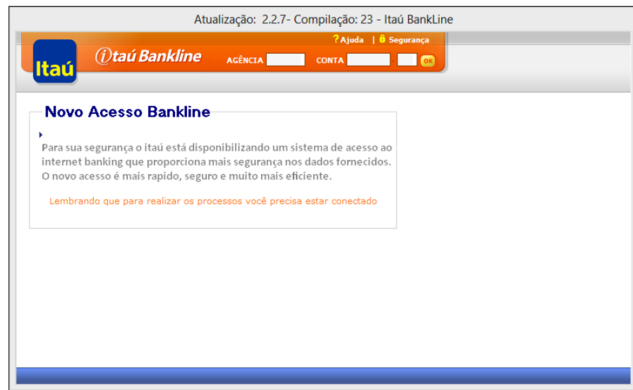 Atualização: 2.2.7- Compilação: 23 - Itaú BankLine
? Ajuda | Segurança
Itaú
itaú Bankline AGÊNCIA CONTA OK
Novo Acesso Bankline
Para sua segurança o itaú está disponibilizando um sistema de acesso ao
internet banking que proporciona mais segurança nos dados fornecidos.
O novo acesso é mais rapido, seguro e muito mais eficiente.
Lembrando que para realizar os processos você precisa estar conectado